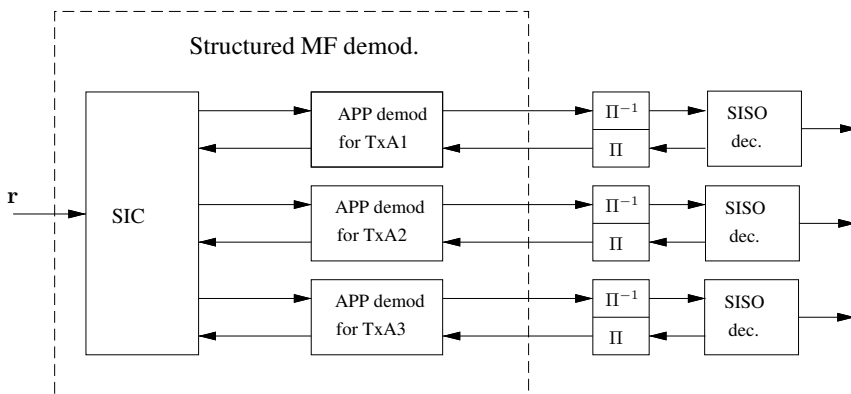 Structured MF demod.
APP demod
for TxA1
Π⁻¹
Π
SISO
dec.
r
SIC
APP demod
for TxA2
Π⁻¹
Π
SISO
dec.
APP demod
for TxA3
Π⁻¹
Π
SISO
dec.